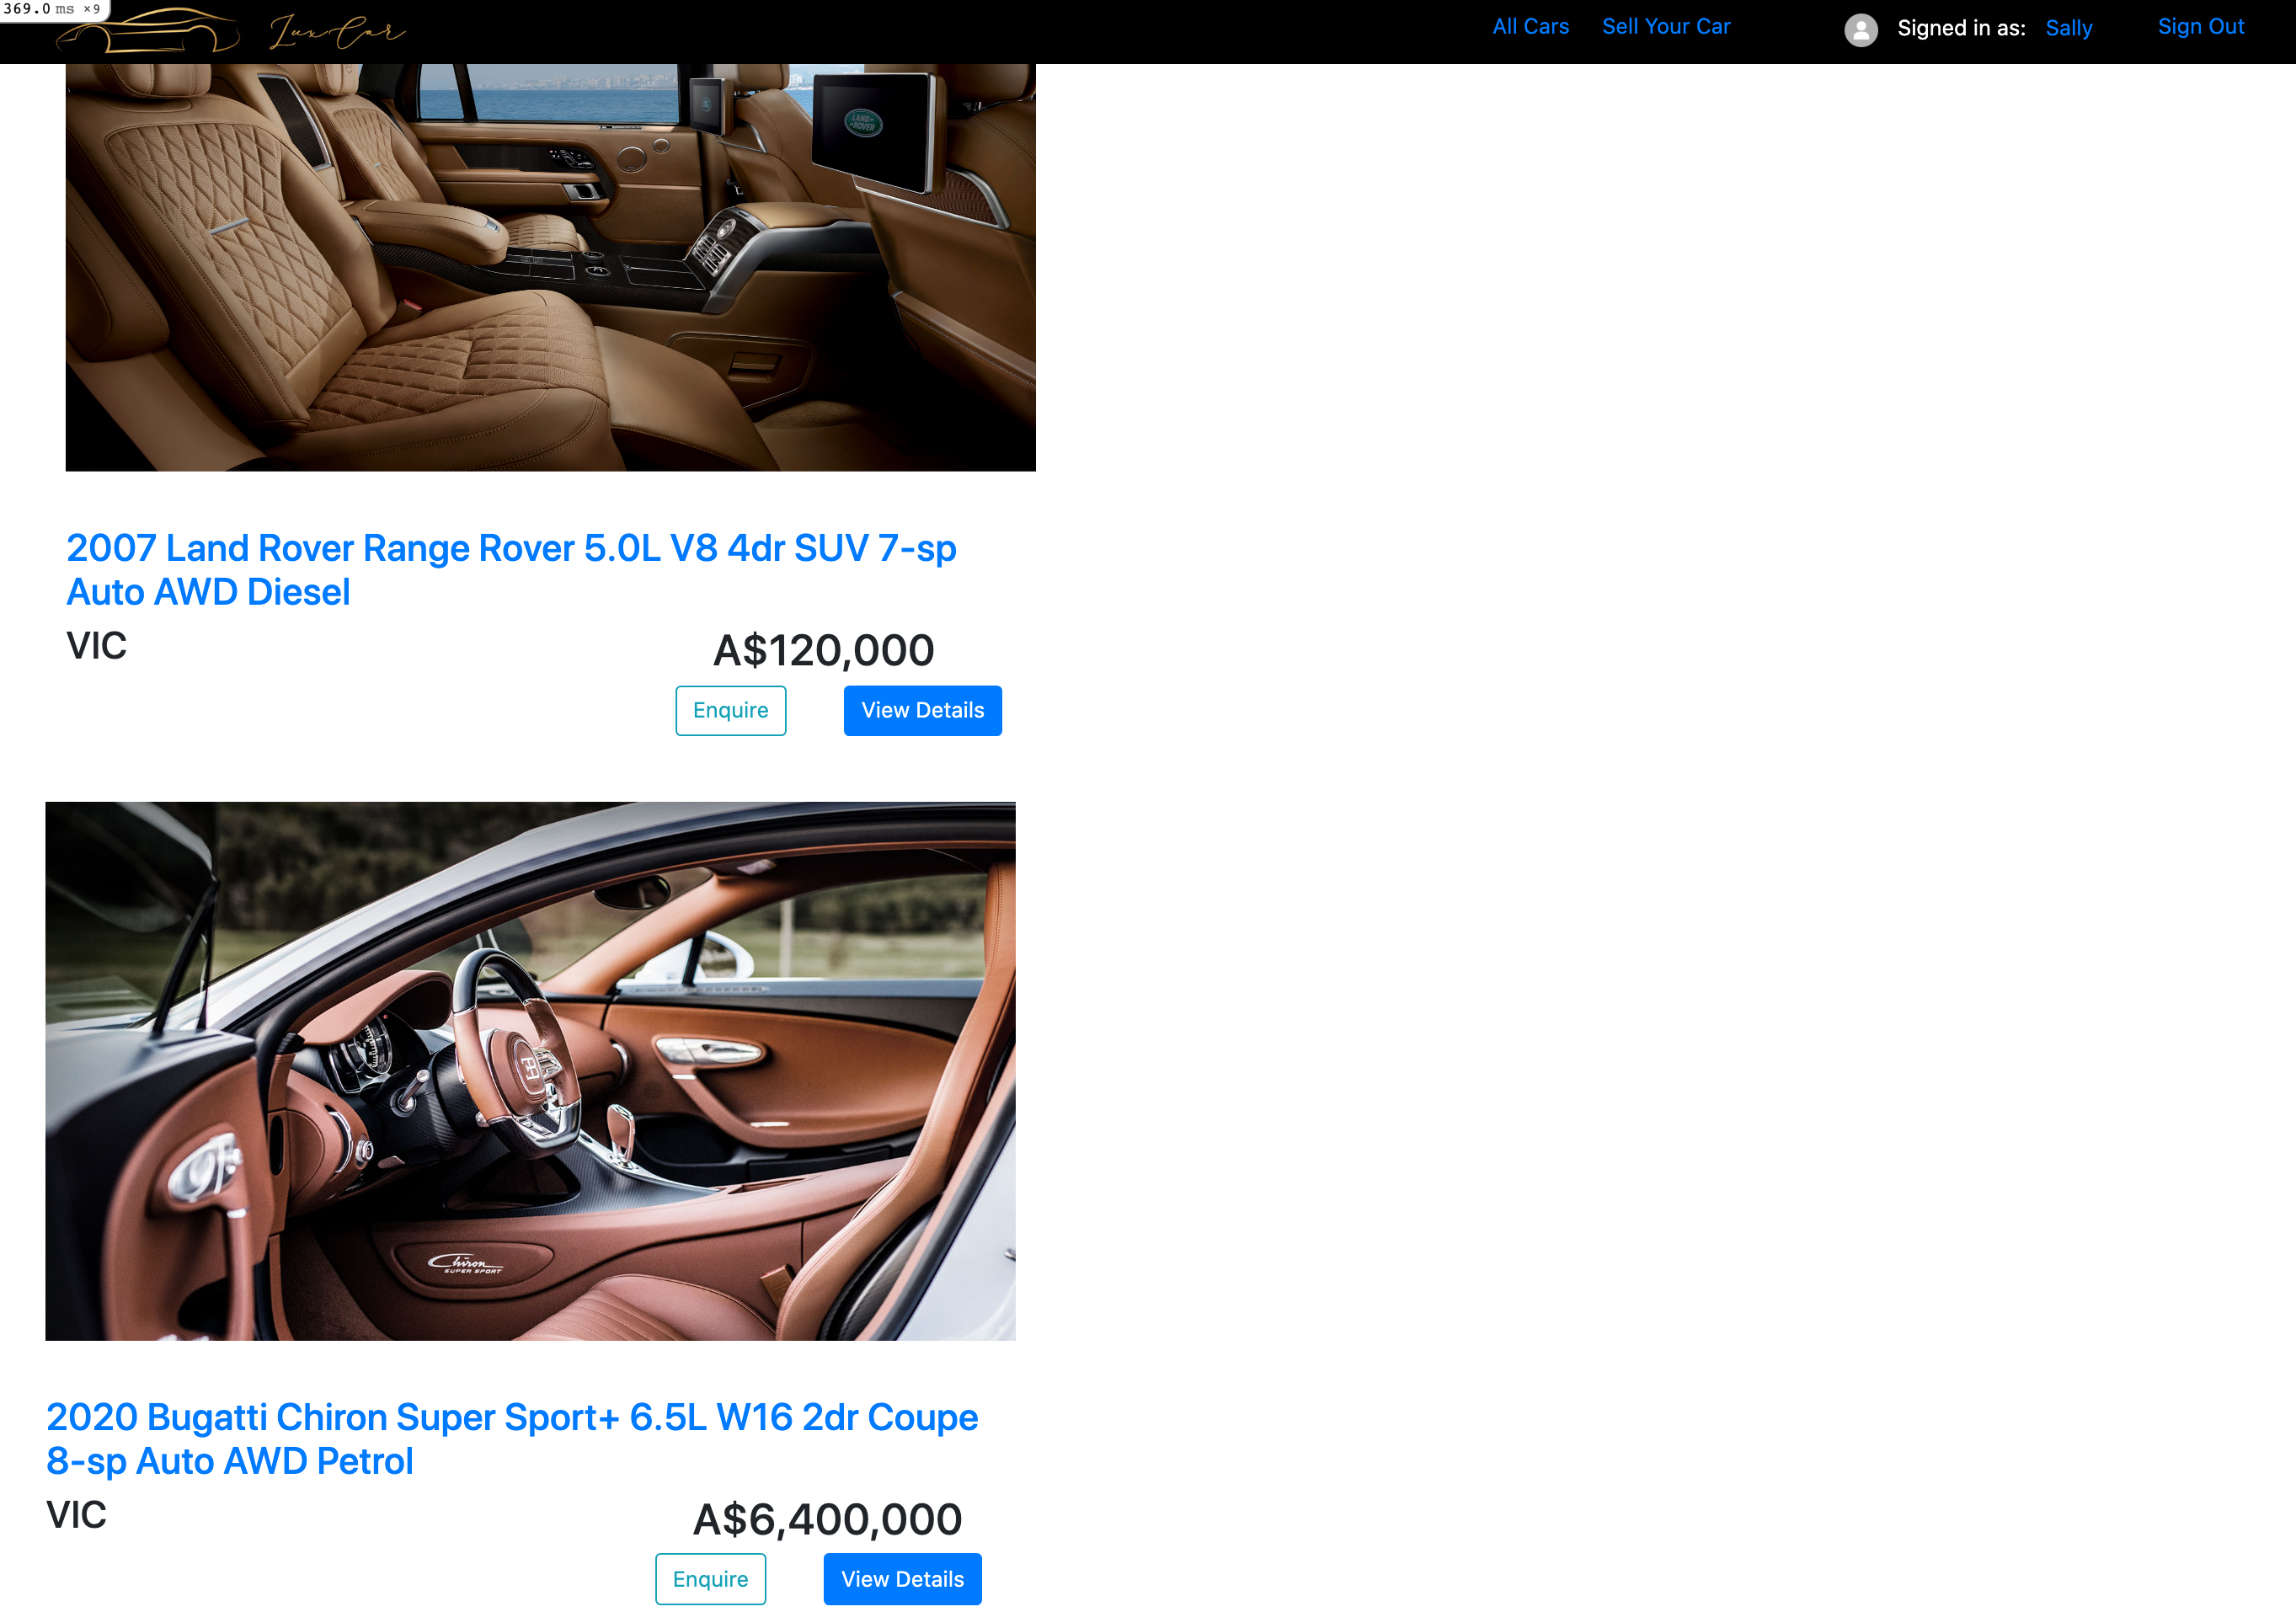 369.0 ms ×9
LuxCar
All Cars Sell Your Car Signed in as: Sally Sign Out
LAND-
ROVER
2007 Land Rover Range Rover 5.0L V8 4dr SUV 7-sp
Auto AWD Diesel
VIC A$120,000
Enquire View Details
Chiron
SUPER SPORT
2020 Bugatti Chiron Super Sport+ 6.5L W16 2dr Coupe
8-sp Auto AWD Petrol
VIC A$6,400,000
Enquire View Details